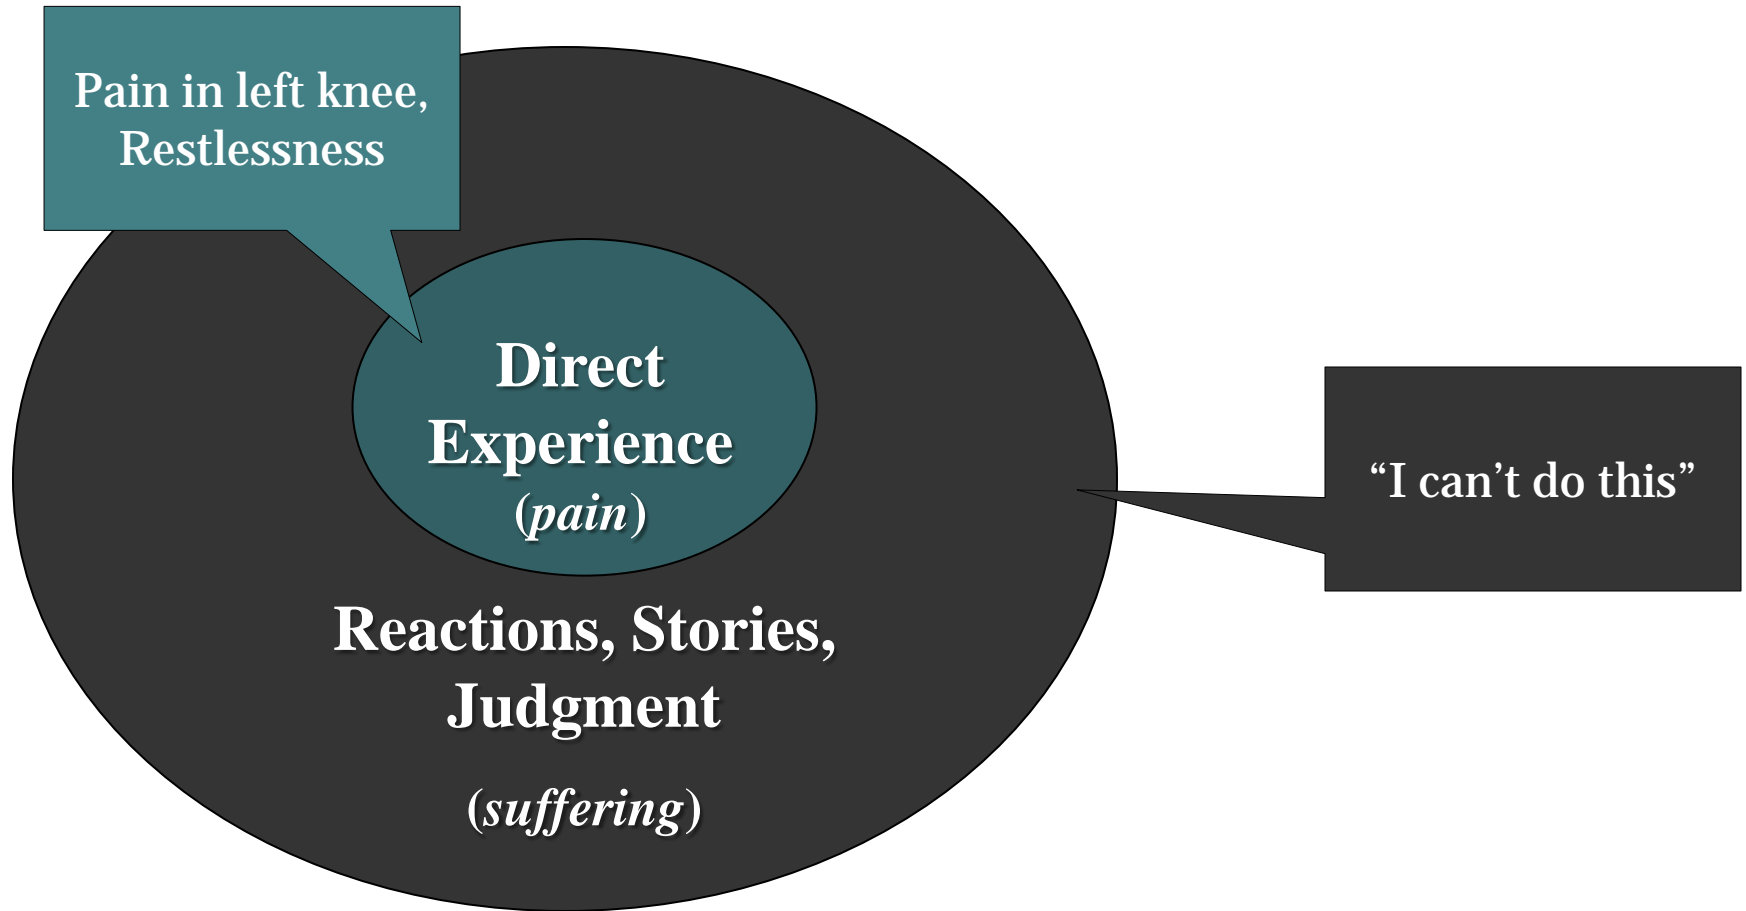 Pain in left knee,
Restlessness
Direct
Experience
(pain)
“I can’t do this”
Reactions, Stories,
Judgment
(suffering)